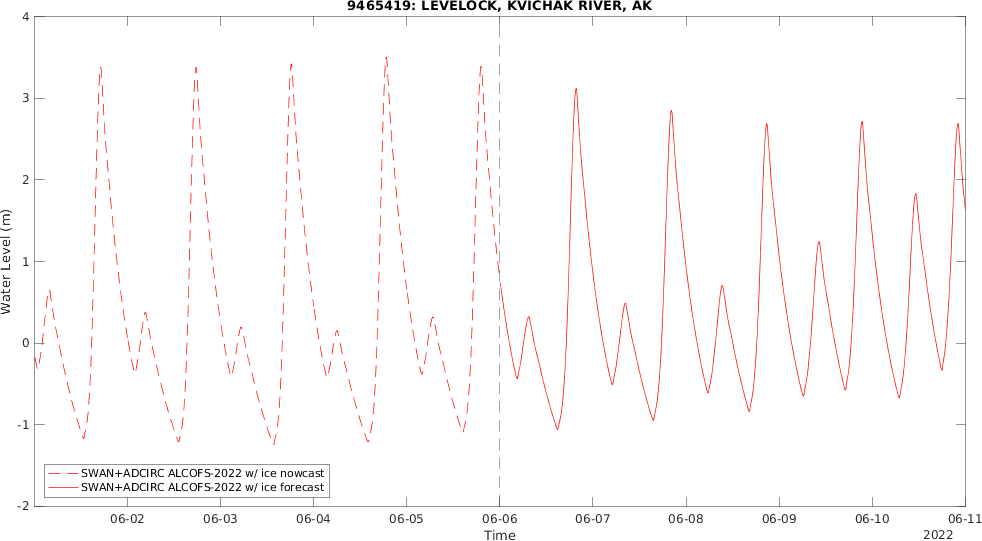 9465419: LEVELOCK, KVICHAK RIVER, AK
4
3
2
1
0
-1
-2
Water Level (m)
SWAN+ADCIRC ALCOFS-2022 w/ ice nowcast
SWAN+ADCIRC ALCOFS-2022 w/ ice forecast
06-02 06-03 06-04 06-05 06-06 06-07 06-08 06-09 06-10 06-11
Time
2022